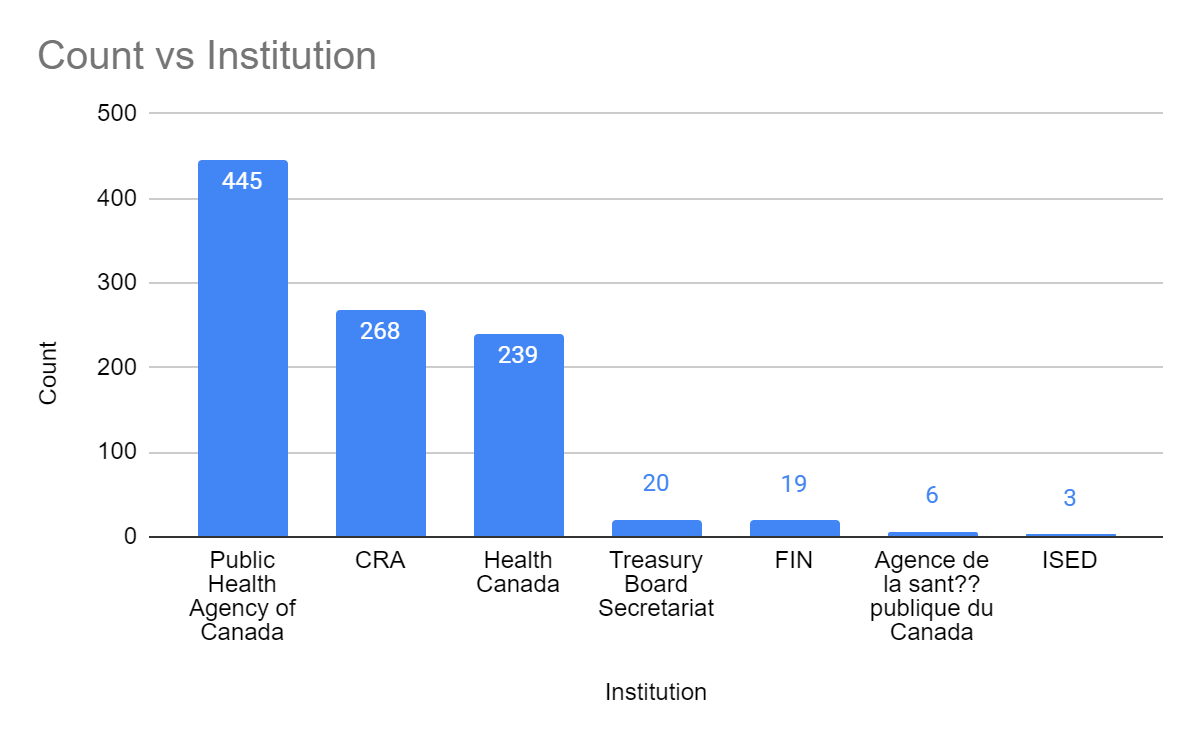 Count vs Institution
500
400
300
200
100
0
Count
445
268
239
20
19
6
3
Public
Health
Agency of
Canada
CRA
Health
Canada
Treasury
Board
Secretariat
FIN
Agence de
la sant??
publique du
Canada
ISED
Institution